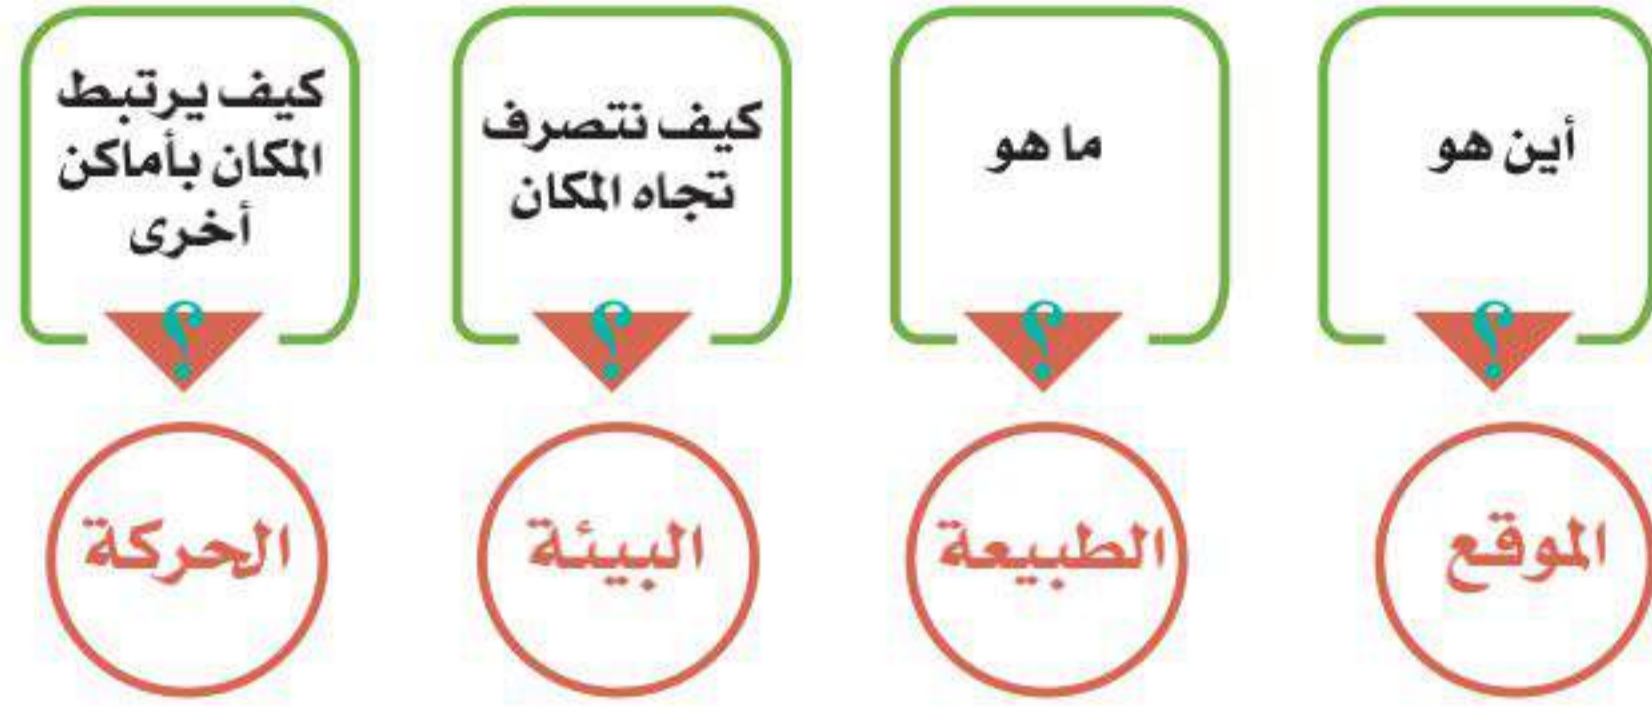 أين هو
؟
الموقع
ما هو
؟
الطبيعة
كيف نتصرف
تجاه المكان
؟
البيئة
كيف يرتبط
المكان بأماكن
أخرى
؟
الحركة